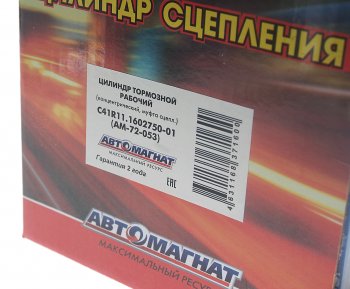 ЦИЛИНДР СЦЕПЛЕНИЯ
ЦИЛИНДР ТОРМОЗНОЙ
РАБОЧИЙ
(концентрический, муфта сцепл.)
C41R11.1602750-01
(АМ-72-053)
АВТОМАГНАТ
МАКСИМАЛЬНЫЙ РЕСУРС
Гарантия 2 года
EAC
АВТОМАГНАТ
МАКСИМАЛЬНЫЙ РЕСУ